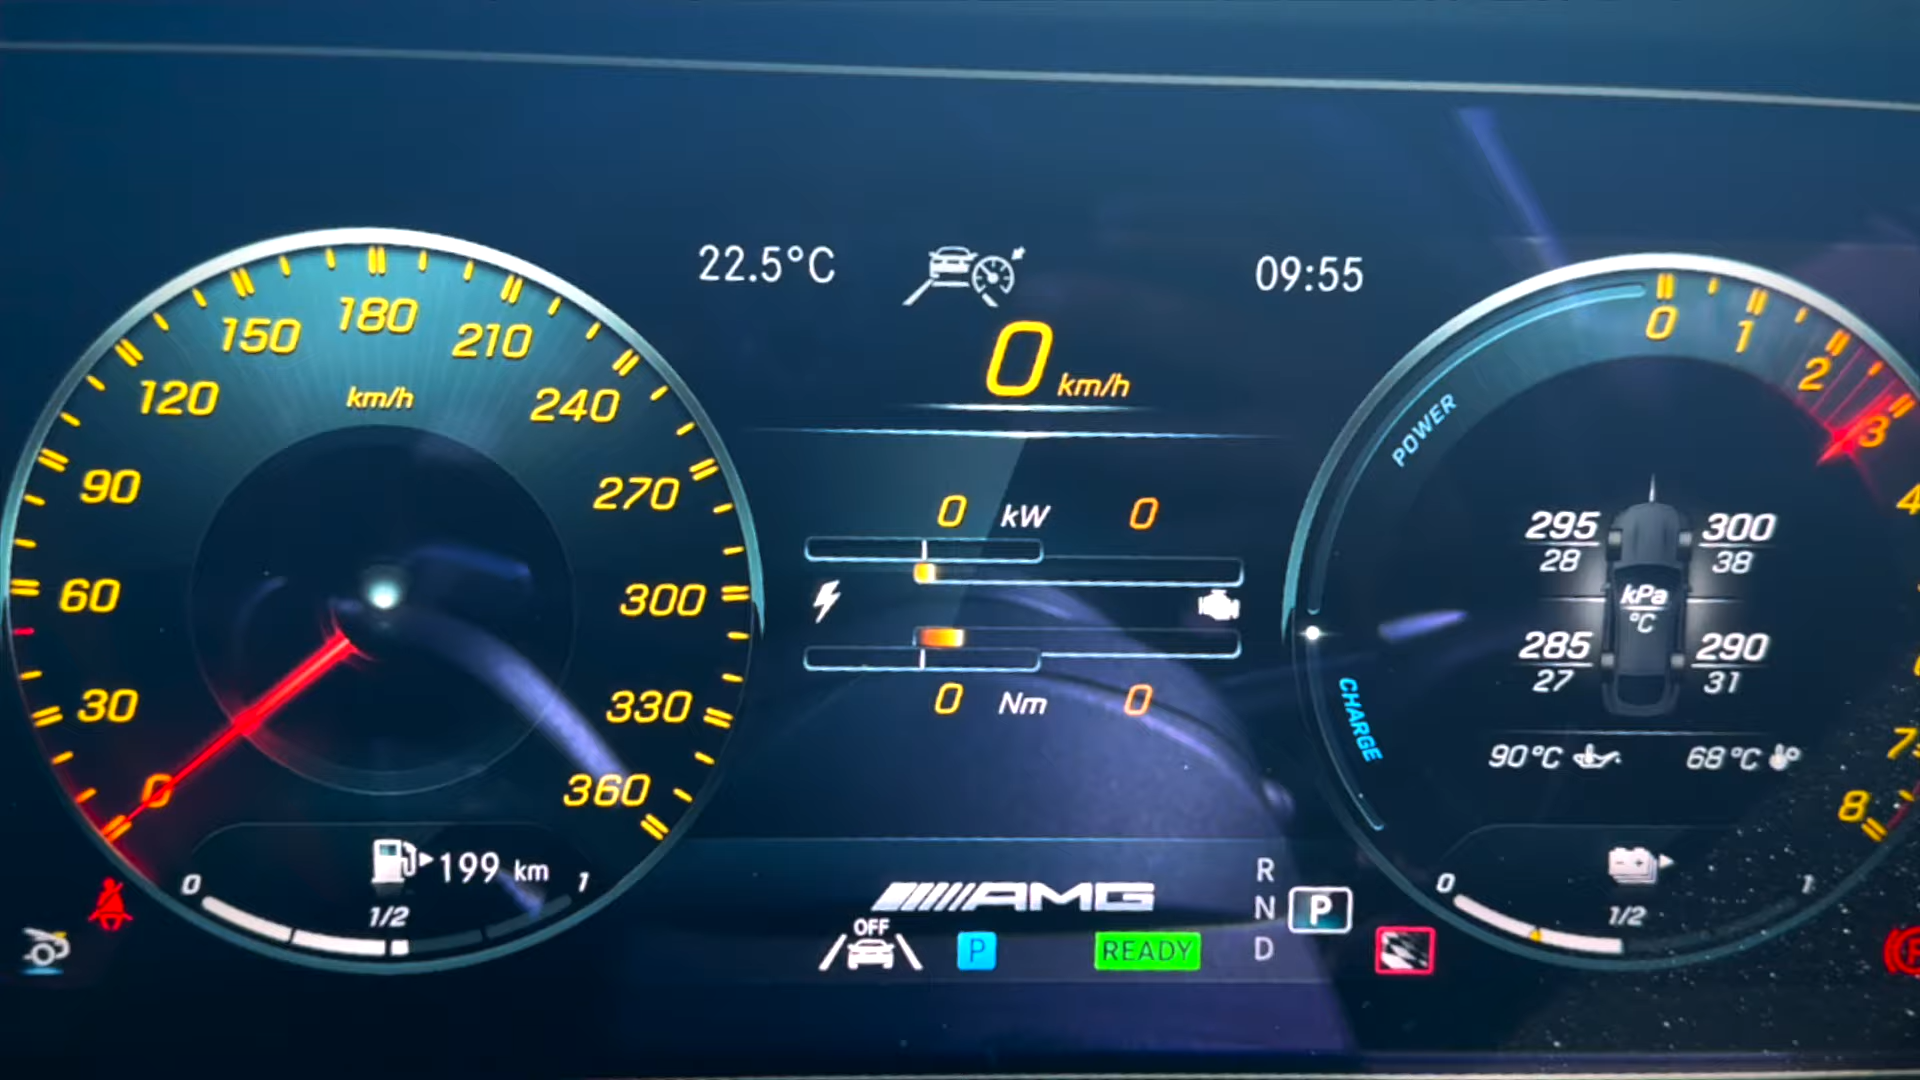 22.5°C
09:55
0 km/h
0 30 60 90 120 150 180 210 240 270 300 330 360
km/h
0 kW 0
0 Nm 0
199 km
0 1/2 1
AMG
OFF
P
READY
R
N P
D
POWER
CHARGE
0 1 2 3 4 7 8
295 300
28 38
kPa
°C
285 290
27 31
90°C 68°C
0 1/2 1